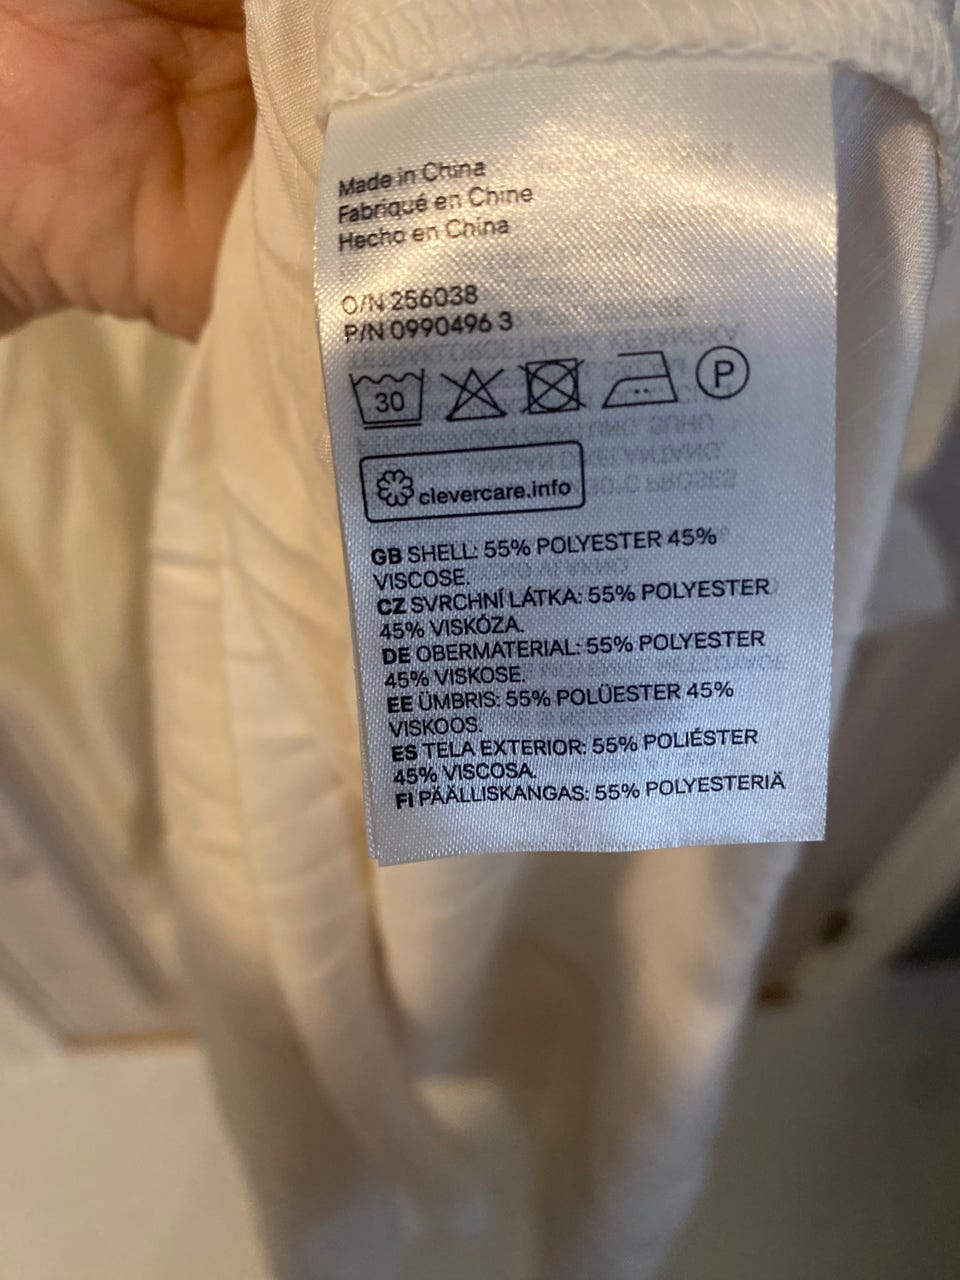 Made in China
Fabriqué en Chine
Hecho en China
O/N 256038
P/N 0990496 3
30 P
clevercare.info
GB SHELL: 55% POLYESTER 45%
VISCOSE.
CZ SVRCHNÍ LÁTKA: 55% POLYESTER
45% VISKÓZA.
DE OBERMATERIAL: 55% POLYESTER
45% VISKOSE.
EE ÜMBRIS: 55% POLÜESTER 45%
VISKOOS.
ES TELA EXTERIOR: 55% POLIÉSTER
45% VISCOSA.
FI PÄÄLLISKANGAS: 55% POLYESTERIÄ